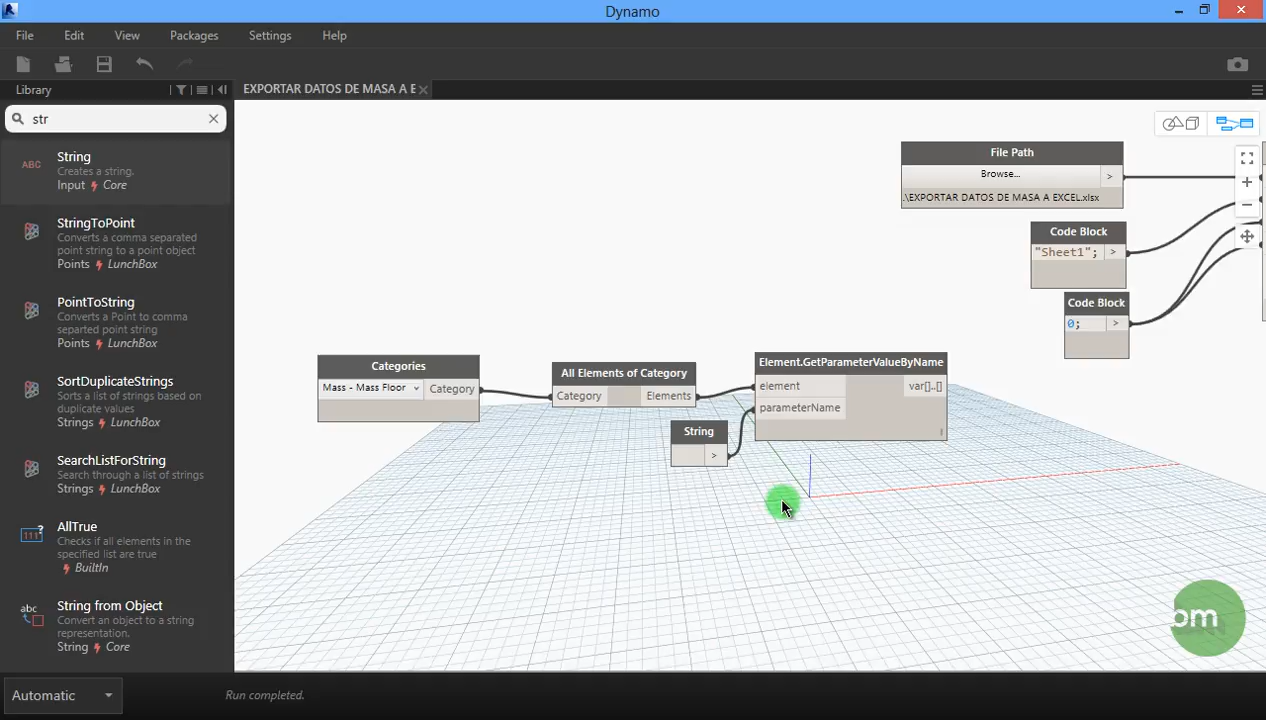 Dynamo
File Edit View Packages Settings Help
Library
EXPORTAR DATOS DE MASA A E
str
String
Creates a string.
Input Core
StringToPoint
Converts a comma separated
point string to a point object
Points LunchBox
PointToString
Converts a Point to comma
separted point string
Points LunchBox
SortDuplicateStrings
Sorts a list of strings based on
duplicate values
Strings LunchBox
SearchListForString
Search through a list of strings
Strings LunchBox
AllTrue
Checks if all elements in the
specified list are true
BuiltIn
String from Object
Convert an object to a string
representation.
String Core
File Path
Browse...
>
.\EXPORTAR DATOS DE MASA A EXCEL.xlsx
Code Block
"Sheet1"; >
Code Block
0; >
Categories
Mass - Mass Floor Category
All Elements of Category
Category Elements
Element.GetParameterValueByName
element var[]..[]
parameterName
String
>
om
Automatic
Run completed.